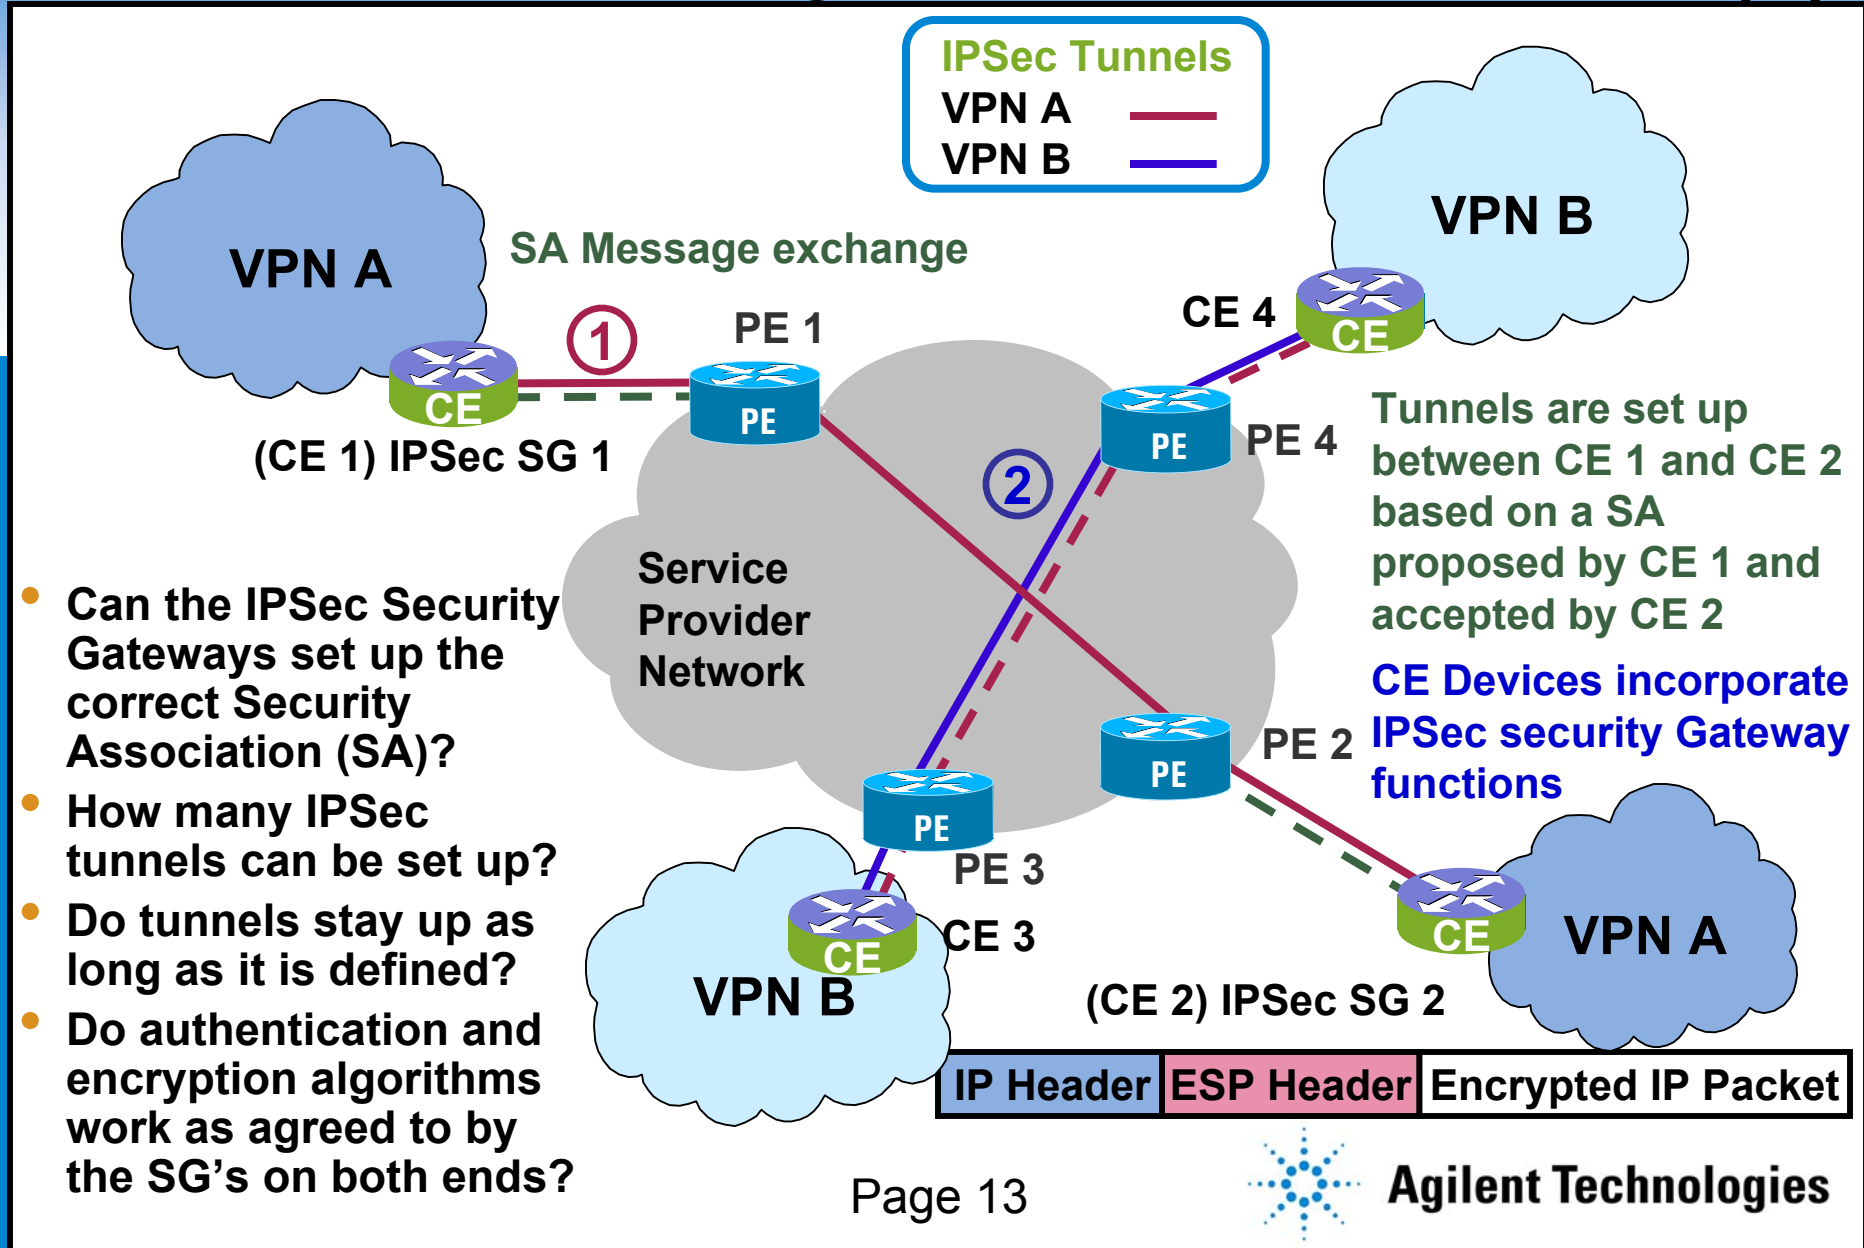 IPSec Tunnels
VPN A
VPN B
VPN A
SA Message exchange
VPN B
1
PE 1
CE 4
CE
CE
PE
(CE 1) IPSec SG 1
2
PE
PE 4
Tunnels are set up
between CE 1 and CE 2
based on a SA
proposed by CE 1 and
accepted by CE 2
Service
Provider
Network
CE Devices incorporate
IPSec security Gateway
functions
PE 2
PE
PE
PE 3
CE
CE 3
VPN B
CE
VPN A
(CE 2) IPSec SG 2
• Can the IPSec Security
Gateways set up the
correct Security
Association (SA)?
• How many IPSec
tunnels can be set up?
• Do tunnels stay up as
long as it is defined?
• Do authentication and
encryption algorithms
work as agreed to by
the SG’s on both ends?
IP Header ESP Header Encrypted IP Packet
Page 13
Agilent Technologies